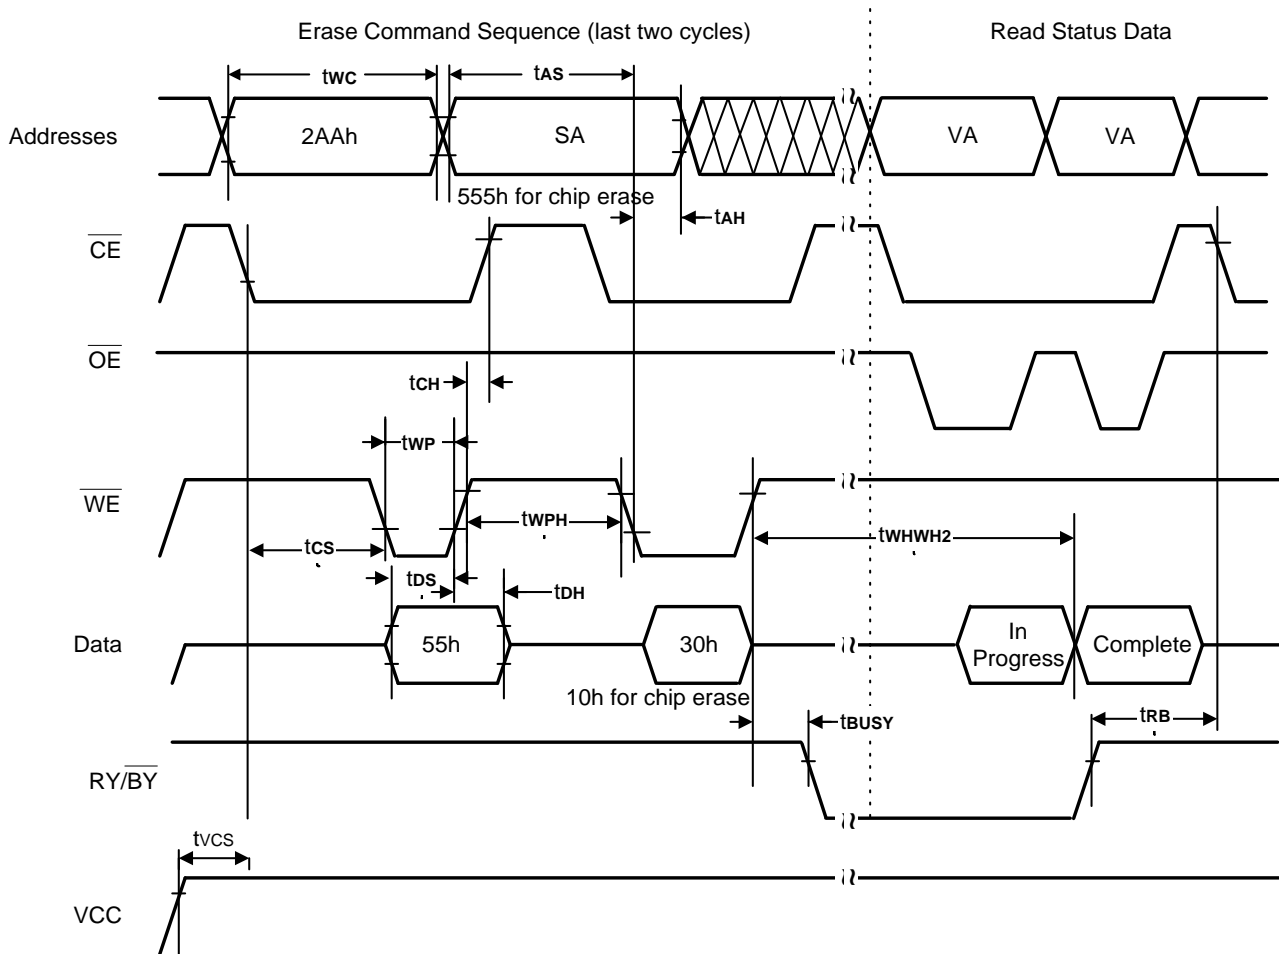 Erase Command Sequence (last two cycles)
Read Status Data
tWC
tAS
Addresses
2AAh
SA
VA
VA
555h for chip erase
tAH
CE
OE
tCH
tWP
WE
tWPH
tWHWH2
tCS
tDS
tDH
Data
55h
30h
In
Progress
Complete
10h for chip erase
tBUSY
tRB
RY/BY
tVCS
VCC